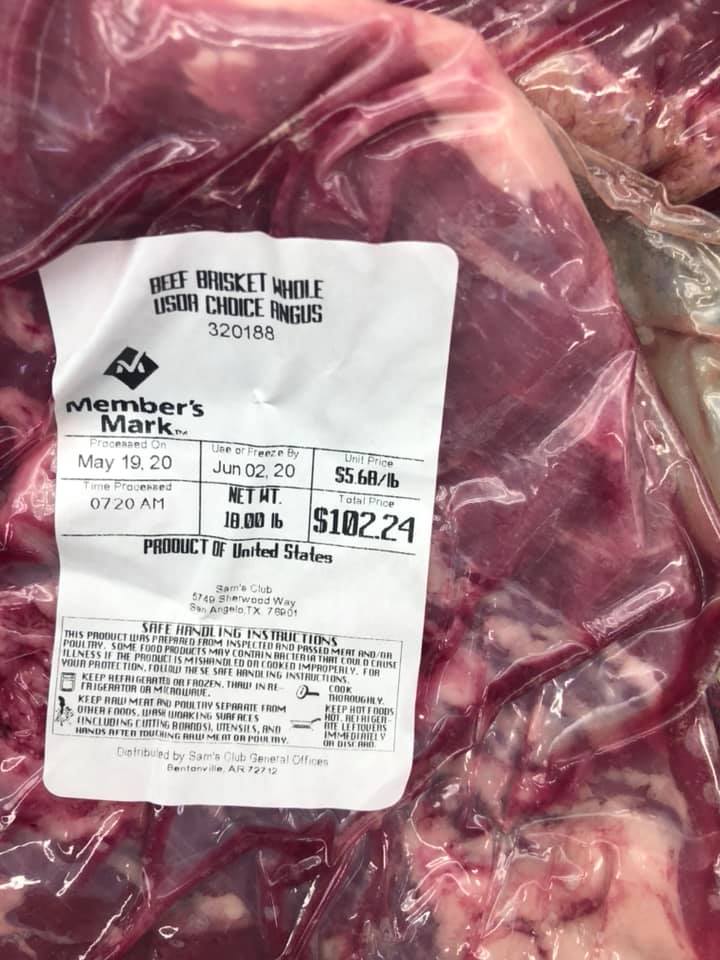 BEEF BRISKET WHOLE
USDA CHOICE ANGUS
320188
Member's
Mark™
Processed On
May 19, 20
Use or Freeze By
Jun 02, 20
Unit Price
$5.68/lb
Time Processed
0720 AM
NET WT.
18.00 lb
Total Price
$102.24
PRODUCT OF United States
Sam's Club
5749 Sherwood Way
San Angelo,TX, 76901
SAFE HANDLING INSTRUCTIONS
THIS PRODUCT WAS PREPARED FROM INSPECTED AND PASSED MEAT AND/OR
POULTRY. SOME FOOD PRODUCTS MAY CONTAIN BACTERIA THAT COULD CAUSE
ILLNESS IF THE PRODUCT IS MISHANDLED OR COOKED IMPROPERLY. FOR
YOUR PROTECTION, FOLLOW THESE SAFE HANDLING INSTRUCTIONS.
KEEP REFRIGERATED OR FROZEN. THAW IN RE-
FRIGERATOR OR MICROWAVE.
KEEP RAW MEAT AND POULTRY SEPARATE FROM
OTHER FOODS. WASH WORKING SURFACES
(INCLUDING CUTTING BOARDS), UTENSILS, AND
HANDS AFTER TOUCHING RAW MEAT OR POULTRY.
COOK
THOROUGHLY.
KEEP HOT FOODS
HOT. REFRIGER-
ATE LEFTOVERS
IMMEDIATELY
OR DISCARD.
Distributed by Sam's Club General Offices
Bentonville, AR 72712